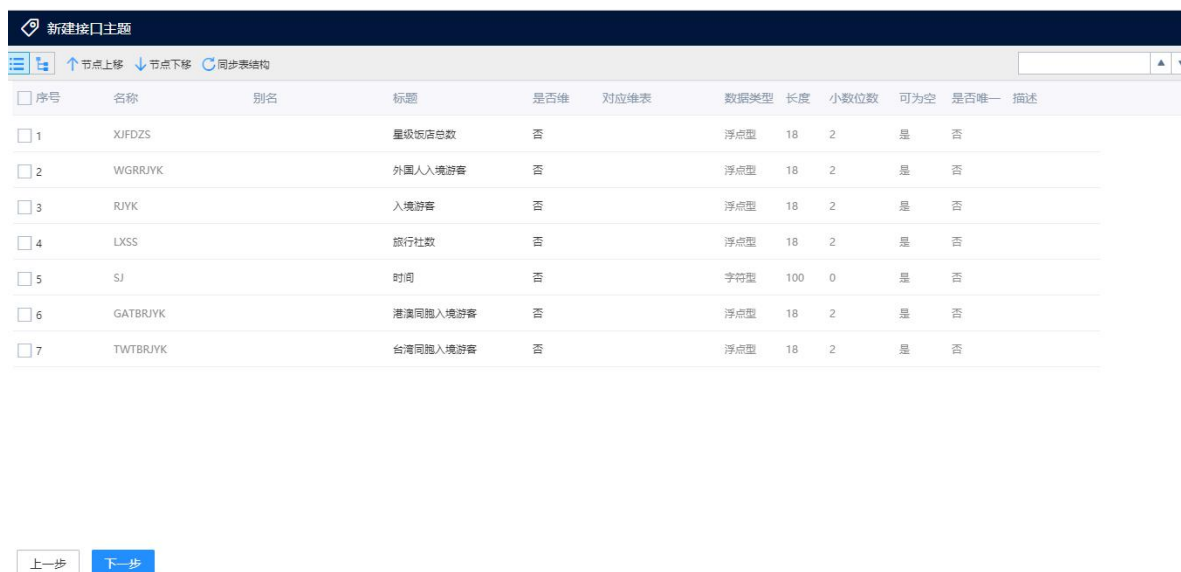 新建接口主题
节点上移 节点下移 同步表结构
序号 名称 别名 标题 是否维 对应维表 数据类型 长度 小数位数 可为空 是否唯一 描述
1 XJFDZS 星级饭店总数 否 浮点型 18 2 是 否
2 WGRRJYK 外国人入境游客 否 浮点型 18 2 是 否
3 RJYK 入境游客 否 浮点型 18 2 是 否
4 LXSS 旅行社数 否 浮点型 18 2 是 否
5 SJ 时间 否 字符型 100 0 是 否
6 GATBRJYK 港澳同胞入境游客 否 浮点型 18 2 是 否
7 TWTBRJYK 台湾同胞入境游客 否 浮点型 18 2 是 否
上一步 下一步